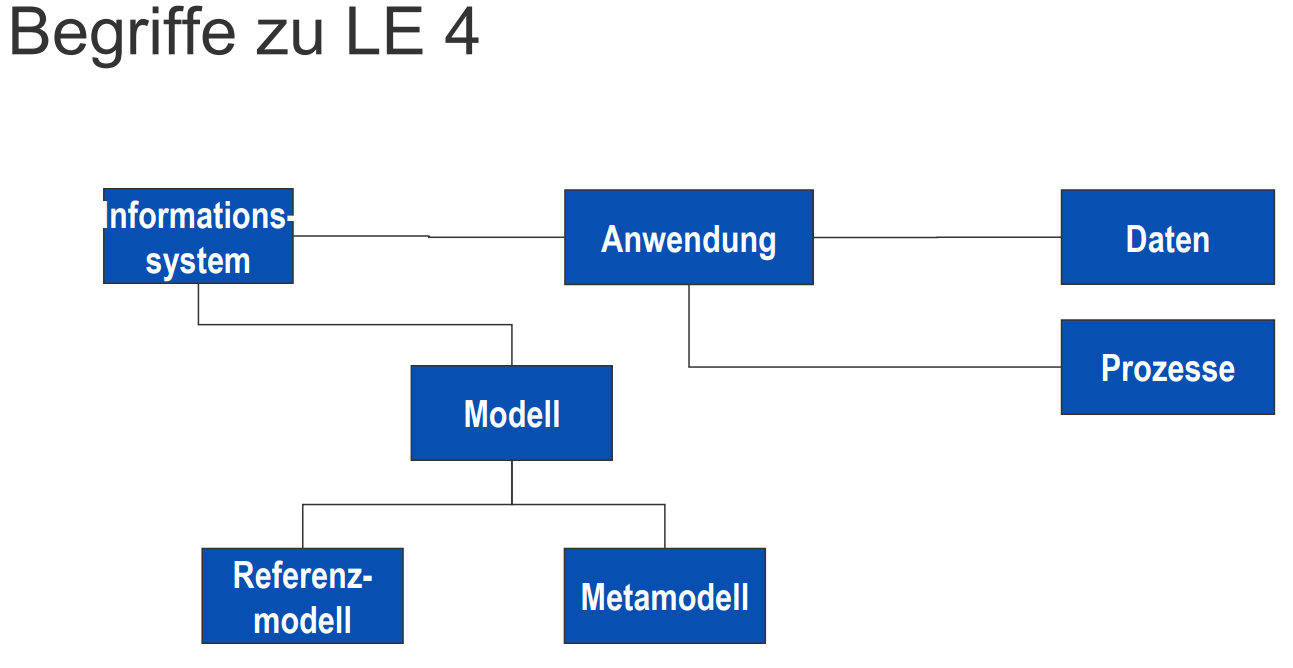 Begriffe zu LE 4
Informations-
system
Anwendung
Daten
Prozesse
Modell
Referenz-
modell
Metamodell